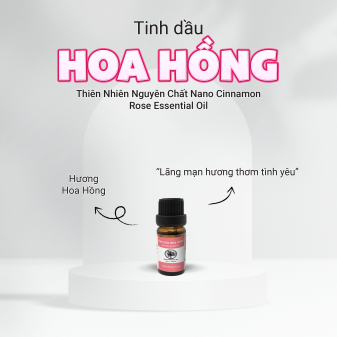 Tinh dầu
HOA HỒNG
Thiên Nhiên Nguyên Chất Nano Cinnamon
Rose Essential Oil
"Lãng mạn hương thơm tình yêu"
Hương
Hoa Hồng